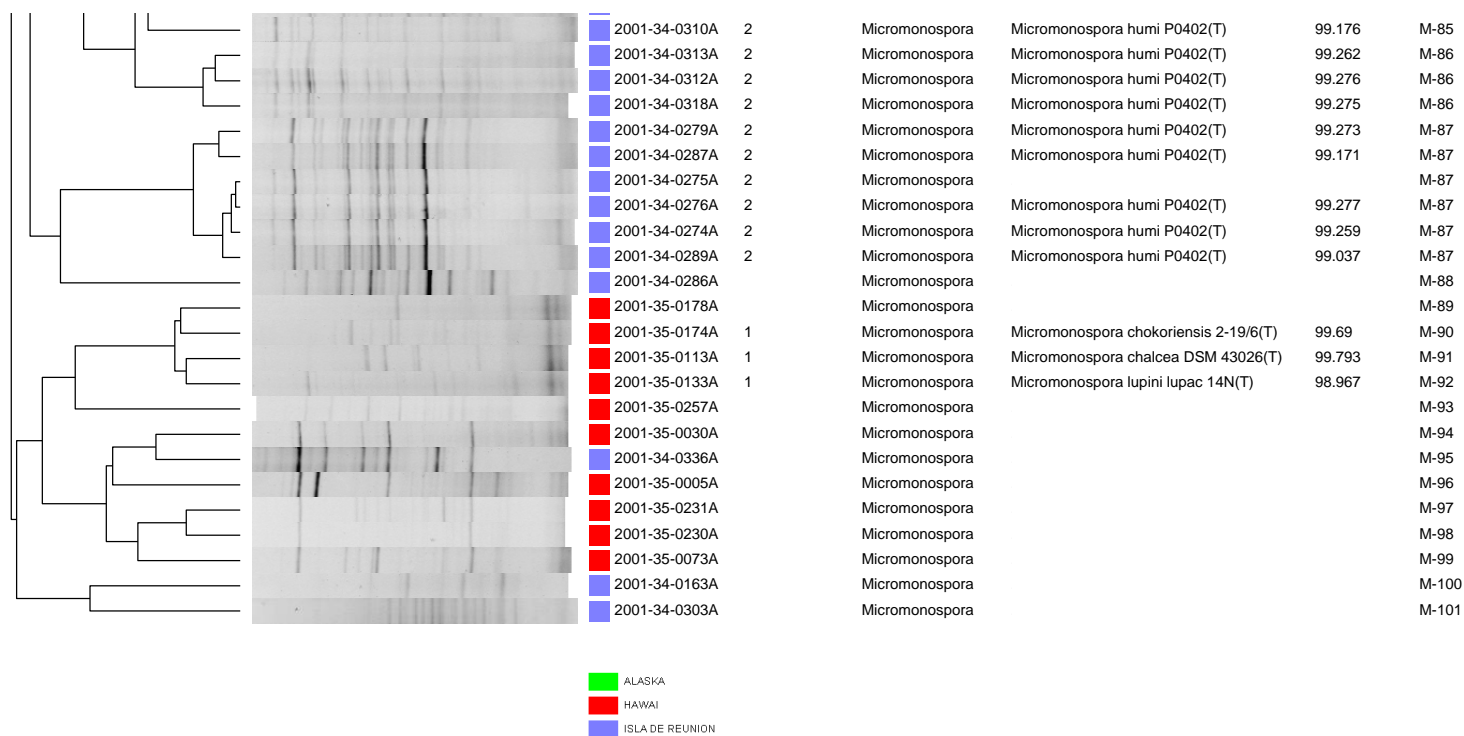 2001-34-0310A 2 Micromonospora Micromonospora humi P0402(T) 99.176 M-85
2001-34-0313A 2 Micromonospora Micromonospora humi P0402(T) 99.262 M-86
2001-34-0312A 2 Micromonospora Micromonospora humi P0402(T) 99.276 M-86
2001-34-0318A 2 Micromonospora Micromonospora humi P0402(T) 99.275 M-86
2001-34-0279A 2 Micromonospora Micromonospora humi P0402(T) 99.273 M-87
2001-34-0287A 2 Micromonospora Micromonospora humi P0402(T) 99.171 M-87
2001-34-0275A 2 Micromonospora M-87
2001-34-0276A 2 Micromonospora Micromonospora humi P0402(T) 99.277 M-87
2001-34-0274A 2 Micromonospora Micromonospora humi P0402(T) 99.259 M-87
2001-34-0289A 2 Micromonospora Micromonospora humi P0402(T) 99.037 M-87
2001-34-0286A Micromonospora M-88
2001-35-0178A Micromonospora M-89
2001-35-0174A 1 Micromonospora Micromonospora chokoriensis 2-19/6(T) 99.69 M-90
2001-35-0113A 1 Micromonospora Micromonospora chalcea DSM 43026(T) 99.793 M-91
2001-35-0133A 1 Micromonospora Micromonospora lupini lupac 14N(T) 98.967 M-92
2001-35-0257A Micromonospora M-93
2001-35-0030A Micromonospora M-94
2001-34-0336A Micromonospora M-95
2001-35-0005A Micromonospora M-96
2001-35-0231A Micromonospora M-97
2001-35-0230A Micromonospora M-98
2001-35-0073A Micromonospora M-99
2001-34-0163A Micromonospora M-100
2001-34-0303A Micromonospora M-101
ALASKA
HAWAI
ISLA DE REUNION